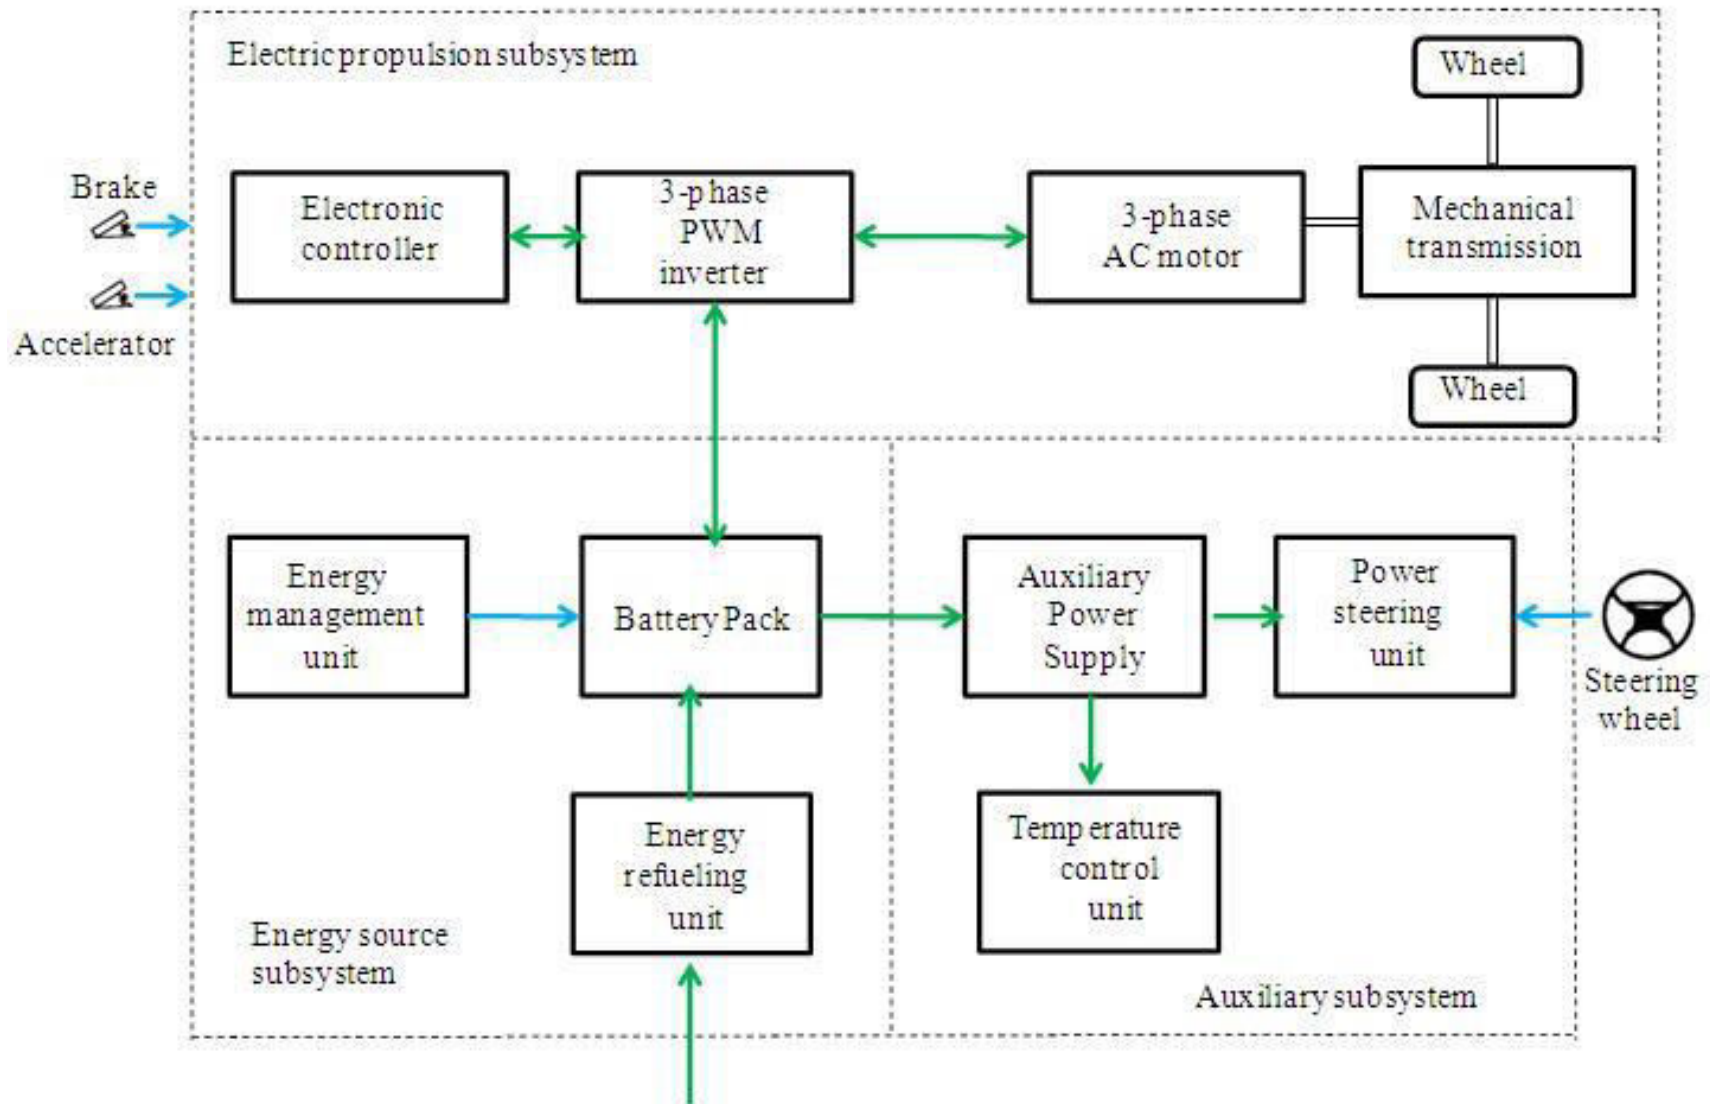 Electric propulsion subsystem
Wheel
Brake
Accelerator
Electronic
controller
3-phase
PWM
inverter
3-phase
AC motor
Mechanical
transmission
Wheel
Energy
management
unit
Battery Pack
Auxiliary
Power
Supply
Power
steering
unit
Steering
wheel
Energy
refueling
unit
Temperature
control
unit
Energy source
subsystem
Auxiliary subsystem